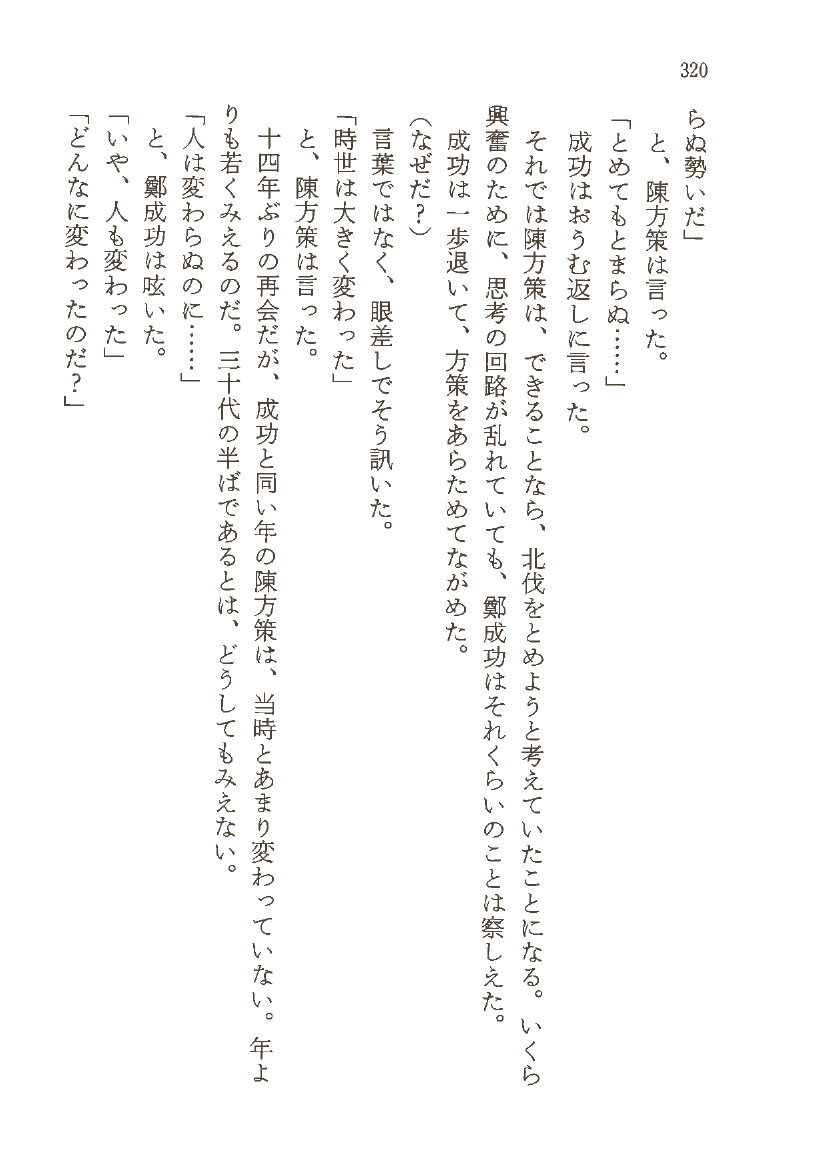 320
らぬ勢いだ」
と、陳方策は言った。
「とめてもとまらぬ……」
成功はおうむ返しに言った。
それでは陳方策は、できることなら、北伐をとめようと考えていたことになる。いくら
興奮のために、思考の回路が乱れていても、鄭成功はそれくらいのことは察しえた。
成功は一歩退いて、方策をあらためてながめた。
（なぜだ？）
言葉ではなく、眼差しでそう訊いた。
「時世は大きく変わった」
と、陳方策は言った。
十四年ぶりの再会だが、成功と同い年の陳方策は、当時とあまり変わっていない。年よ
りも若くみえるのだ。三十代の半ばであるとは、どうしてもみえない。
「人は変わらぬのに……」
と、鄭成功は呟いた。
「いや、人も変わった」
「どんなに変わったのだ？」